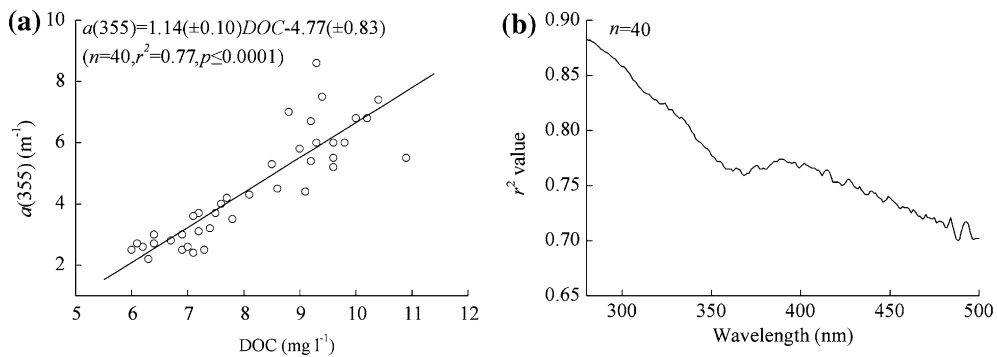 (a)
a(355)=1.14(±0.10)DOC-4.77(±0.83)
(n=40,r²=0.77,p≤0.0001)
10
8
6
4
2
a(355) (m⁻¹)
5 6 7 8 9 10 11 12
DOC (mg l⁻¹)
(b)
n=40
0.90
0.85
0.80
0.75
0.70
0.65
r² value
300 350 400 450 500
Wavelength (nm)